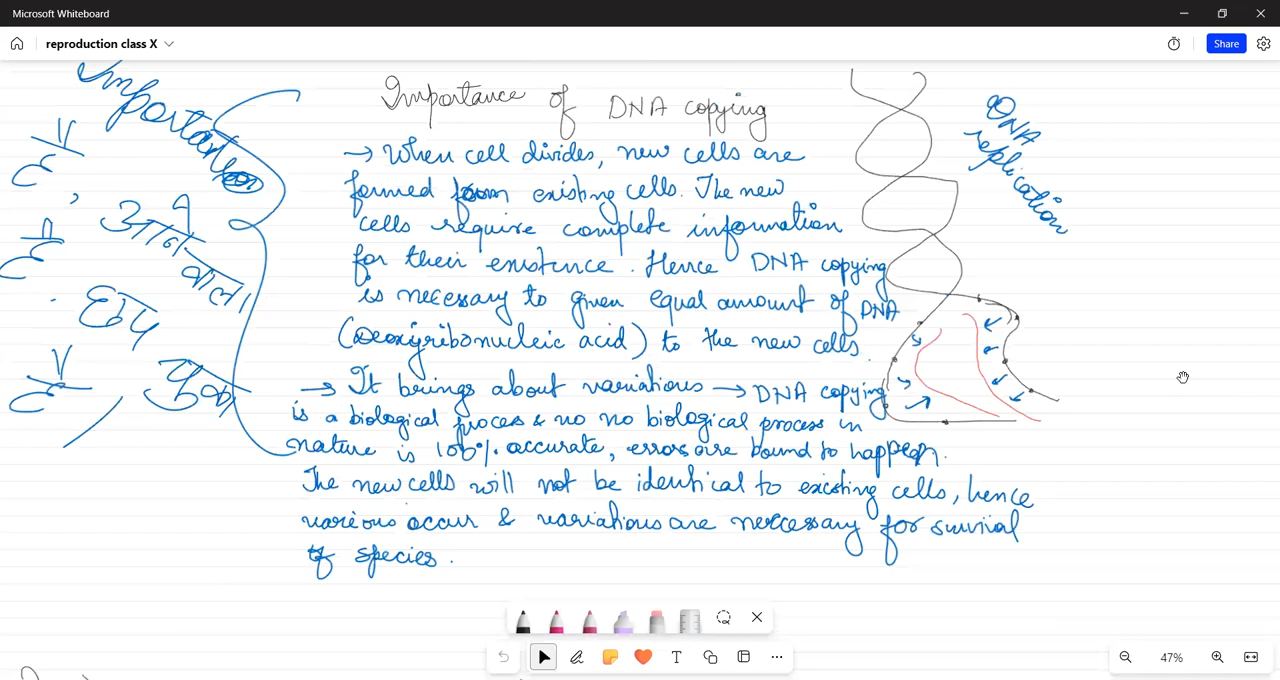 Microsoft Whiteboard
reproduction class X
Share
Importance of DNA copying
→ When cell divides, new cells are
formed from existing cells. The new
cells require complete information
for their existence. Hence DNA copying
is necessary to given equal amount of DNA
(Deoxyribonucleic acid) to the new cells.
→ It brings about variations → DNA copying
is a biological process & no no biological process in
nature is 100% accurate, errors are bound to happen.
The new cells will not be identical to existing cells, hence
various occur & variations are necessary for survival
of species.
DNA
replication
47%